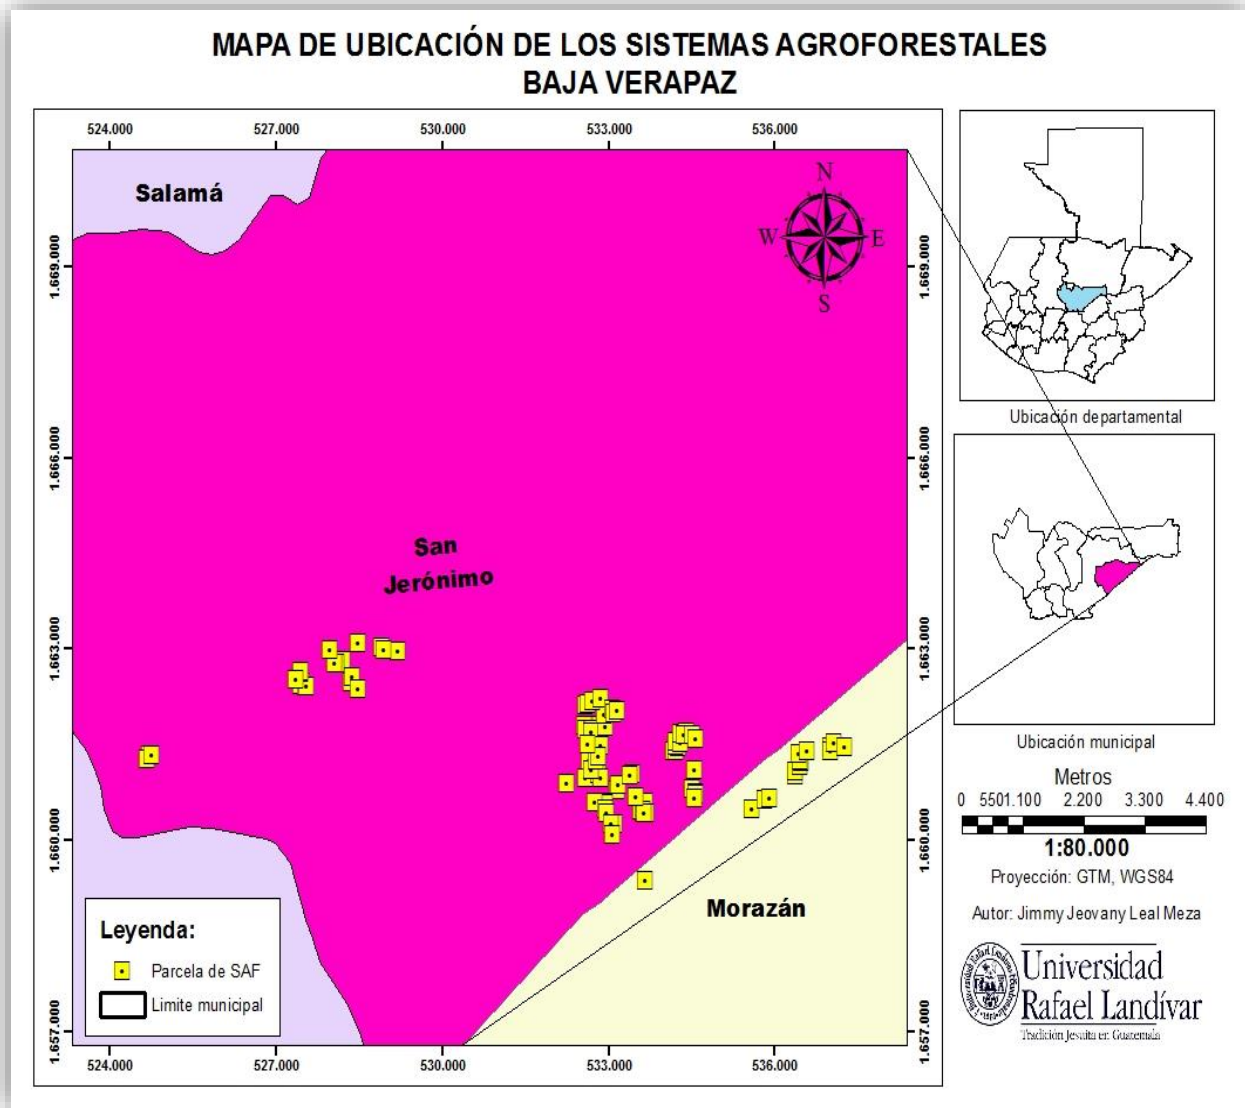 MAPA DE UBICACIÓN DE LOS SISTEMAS AGROFORESTALES
BAJA VERAPAZ
524.000 527.000 530.000 533.000 536.000
Salamá
N
W E
S
1.669.000 1.669.000
1.666.000 1.666.000
San
Jerónimo
1.663.000 1.663.000
1.660.000 1.660.000
Morazán
Leyenda:
Parcela de SAF
Limite municipal
1.657.000 1.657.000
524.000 527.000 530.000 533.000 536.000
Ubicación departamental
Ubicación municipal
Metros
0 550 1.100 2.200 3.300 4.400
1:80.000
Proyección: GTM, WGS84
Autor: Jimmy Jeovany Leal Meza
Universidad
Rafael Landívar
Tradición Jesuita en Guatemala